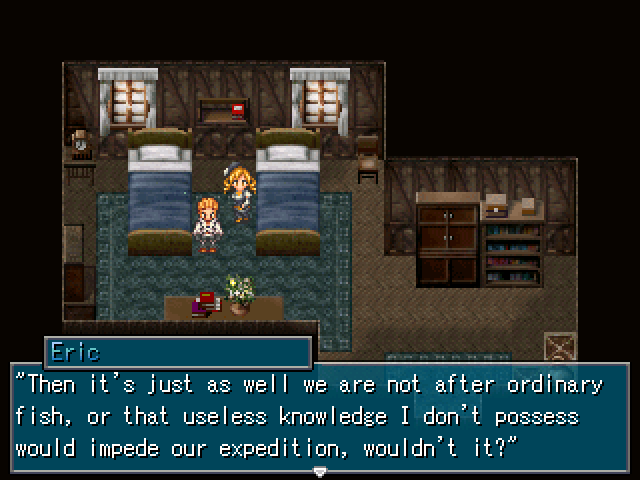 Eric
"Then it's just as well we are not after ordinary
fish, or that useless knowledge I don't possess
would impede our expedition, wouldn't it?"